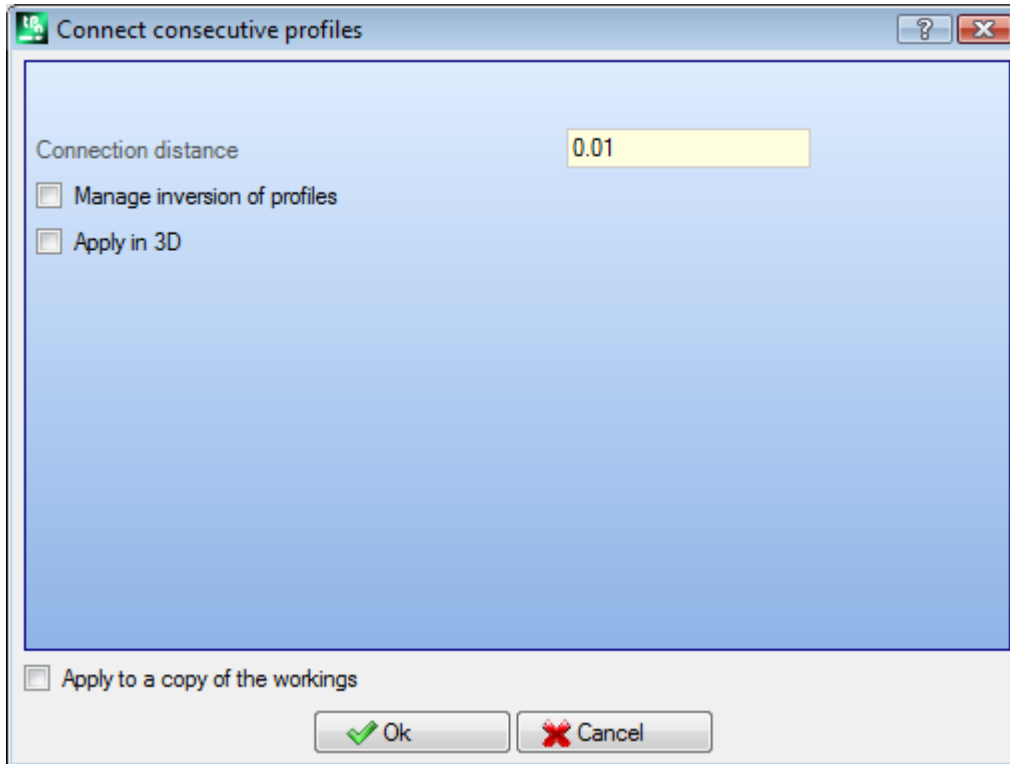 Connect consecutive profiles
Connection distance 0.01
Manage inversion of profiles
Apply in 3D
Apply to a copy of the workings
Ok Cancel